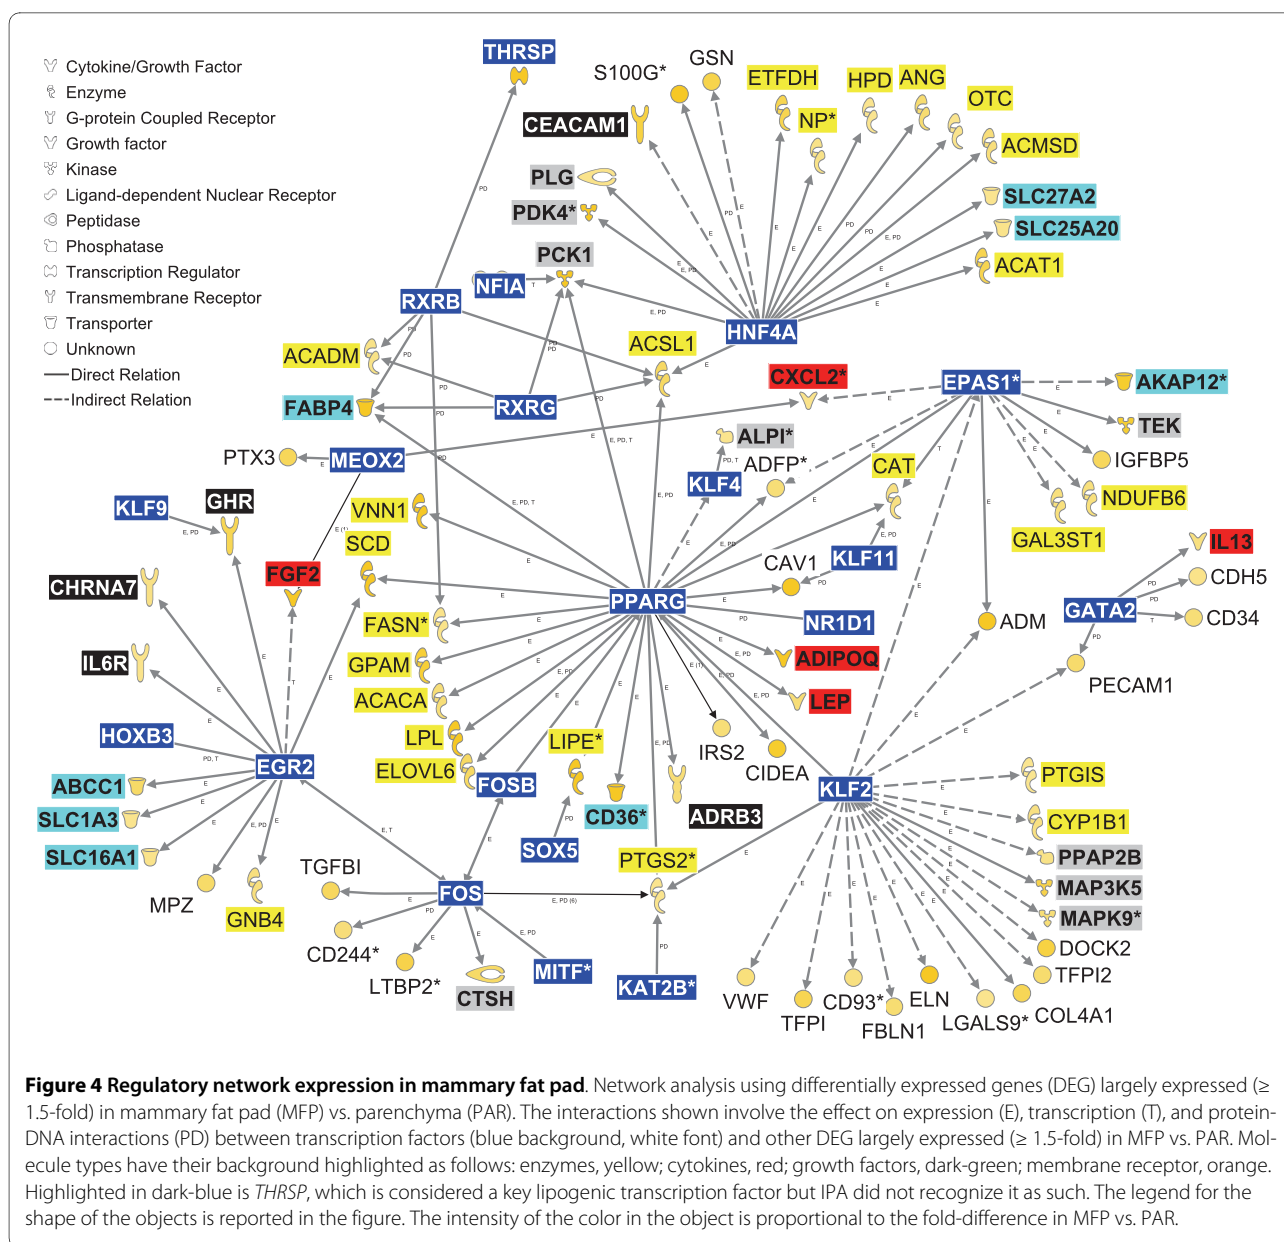 Cytokine/Growth Factor
Enzyme
G-protein Coupled Receptor
Growth factor
Kinase
Ligand-dependent Nuclear Receptor
Peptidase
Phosphatase
Transcription Regulator
Transmembrane Receptor
Transporter
Unknown
Direct Relation
Indirect Relation
THRSP
S100G*
GSN
ETFDH
HPD
ANG
OTC
CEACAM1
NP*
ACMSD
PLG
SLC27A2
PDK4*
SLC25A20
PCK1
ACAT1
NFIA
RXRB
HNF4A
ACSL1
ACADM
CXCL2*
EPAS1*
AKAP12*
FABP4
RXRG
TEK
ALPI*
PTX3
MEOX2
ADFP*
CAT
IGFBP5
KLF4
NDUFB6
GHR
KLF9
VNN1
SCD
GAL3ST1
IL13
CAV1
KLF11
CHRNA7
FGF2
CDH5
PPARG
GATA2
CD34
FASN*
NR1D1
ADM
IL6R
GPAM
ADIPOQ
PECAM1
ACACA
LEP
HOXB3
LPL
LIPE*
IRS2
EGR2
ELOVL6
CIDEA
PTGIS
ABCC1
FOSB
KLF2
SLC1A3
CD36*
ADRB3
CYP1B1
SLC16A1
SOX5
PTGS2*
PPAP2B
TGFBI
MAP3K5
MPZ
GNB4
FOS
MAPK9*
CD244*
DOCK2
LTBP2*
CTSH
MITF*
KAT2B*
TFPI2
VWF
TFPI
CD93*
FBLN1
ELN
LGALS9*
COL4A1
Figure 4 Regulatory network expression in mammary fat pad. Network analysis using differentially expressed genes (DEG) largely expressed (≥
1.5-fold) in mammary fat pad (MFP) vs. parenchyma (PAR). The interactions shown involve the effect on expression (E), transcription (T), and protein-
DNA interactions (PD) between transcription factors (blue background, white font) and other DEG largely expressed (≥ 1.5-fold) in MFP vs. PAR. Mol-
ecule types have their background highlighted as follows: enzymes, yellow; cytokines, red; growth factors, dark-green; membrane receptor, orange.
Highlighted in dark-blue is THRSP, which is considered a key lipogenic transcription factor but IPA did not recognize it as such. The legend for the
shape of the objects is reported in the figure. The intensity of the color in the object is proportional to the fold-difference in MFP vs. PAR.